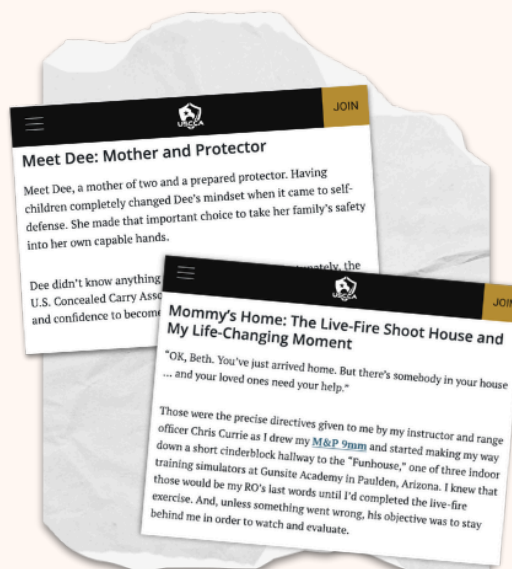 JOIN
USCCA
Meet Dee: Mother and Protector
Meet Dee, a mother of two and a prepared protector. Having
children completely changed Dee's mindset when it came to self-
defense. She made that important choice to take her family's safety
into her own capable hands.
Dee didn't know anything
the
U.S. Concealed Carry
and confidence to
USCCA
Mommy's Home: The Live-Fire Shoot House and
My Life-Changing Moment
"OK, Beth. You've just arrived home. But there's somebody in your house
... and your loved ones need your help."
Those were the precise directives given to me by my instructor and range
officer Chris Currie as I drew my M&P 9mm and started making my way
down a short cinderblock hallway to the "Funhouse," one of three indoor
training simulators at Gunsite Academy in Paulden, Arizona. I knew that
those would be my RO's last words until I'd completed the live-fire
exercise. And, unless something went wrong, his objective was to stay
behind me in order to watch and evaluate.